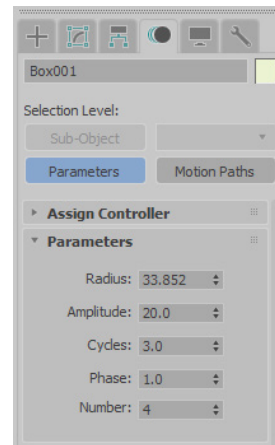 Box001
Selection Level:
Sub-Object
Parameters Motion Paths
Assign Controller
Parameters
Radius: 33.852
Amplitude: 20.0
Cycles: 3.0
Phase: 1.0
Number: 4